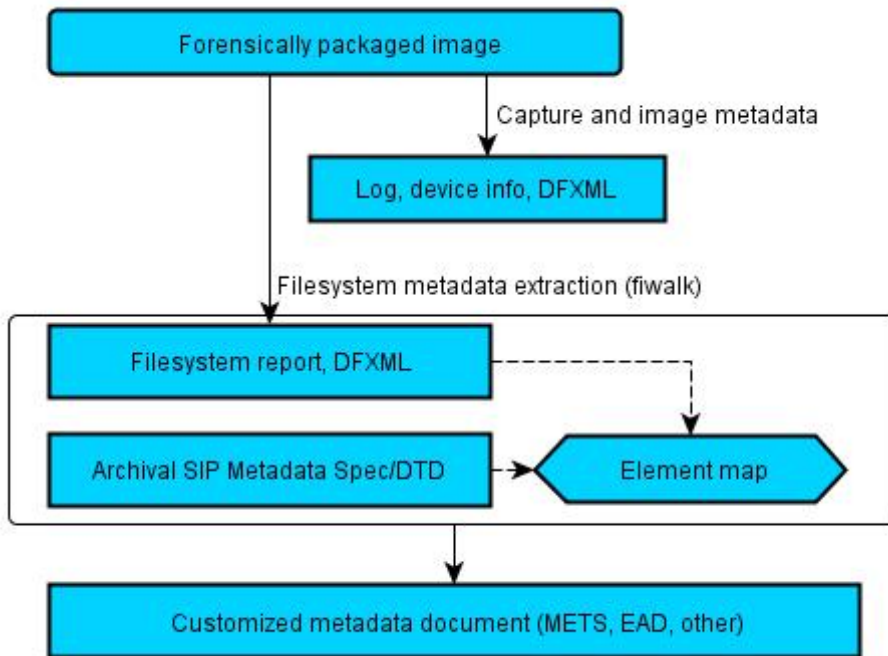 Forensically packaged image
Capture and image metadata
Log, device info, DFXML
Filesystem metadata extraction (fiwalk)
Filesystem report, DFXML
Archival SIP Metadata Spec/DTD
Element map
Customized metadata document (METS, EAD, other)